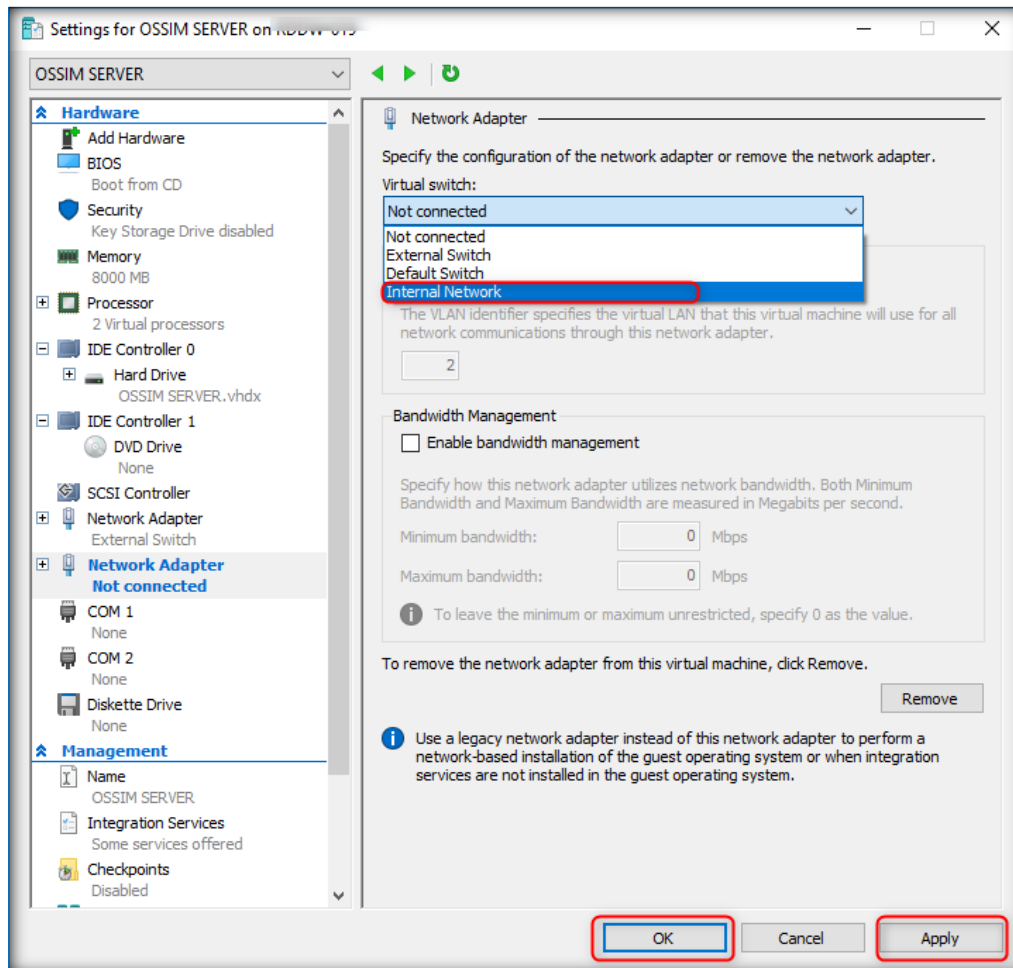 Settings for OSSIM SERVER on
OSSIM SERVER
Hardware
Add Hardware
BIOS
Boot from CD
Security
Key Storage Drive disabled
Memory
8000 MB
Processor
2 Virtual processors
IDE Controller 0
Hard Drive
OSSIM SERVER.vhdx
IDE Controller 1
DVD Drive
None
SCSI Controller
Network Adapter
External Switch
Network Adapter
Not connected
COM 1
None
COM 2
None
Diskette Drive
None
Management
Name
OSSIM SERVER
Integration Services
Some services offered
Checkpoints
Disabled
Network Adapter
Specify the configuration of the network adapter or remove the network adapter.
Virtual switch:
Not connected
Not connected
External Switch
Default Switch
Internal Network
The VLAN identifier specifies the virtual LAN that this virtual machine will use for all
network communications through this network adapter.
2
Bandwidth Management
Enable bandwidth management
Specify how this network adapter utilizes network bandwidth. Both Minimum
Bandwidth and Maximum Bandwidth are measured in Megabits per second.
Minimum bandwidth: 0 Mbps
Maximum bandwidth: 0 Mbps
To leave the minimum or maximum unrestricted, specify 0 as the value.
To remove the network adapter from this virtual machine, click Remove.
Remove
Use a legacy network adapter instead of this network adapter to perform a
network-based installation of the guest operating system or when integration
services are not installed in the guest operating system.
OK Cancel Apply